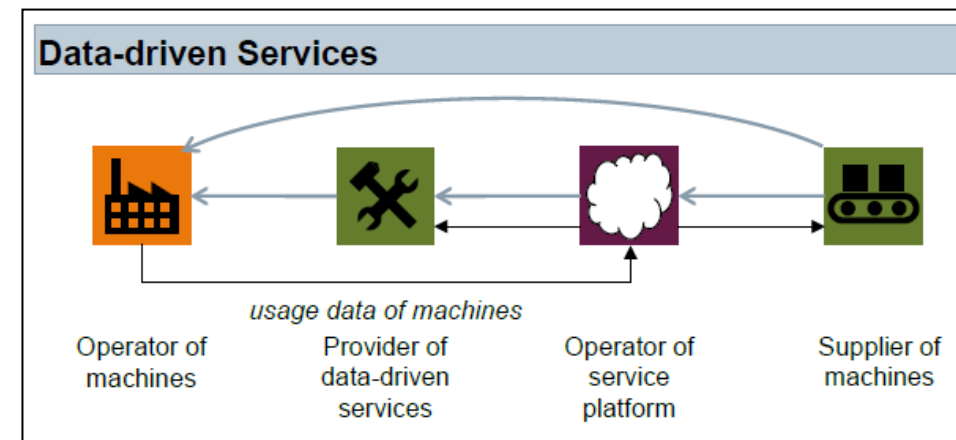 Data-driven Services
usage data of machines
Operator of
machines
Provider of
data-driven
services
Operator of
service
platform
Supplier of
machines